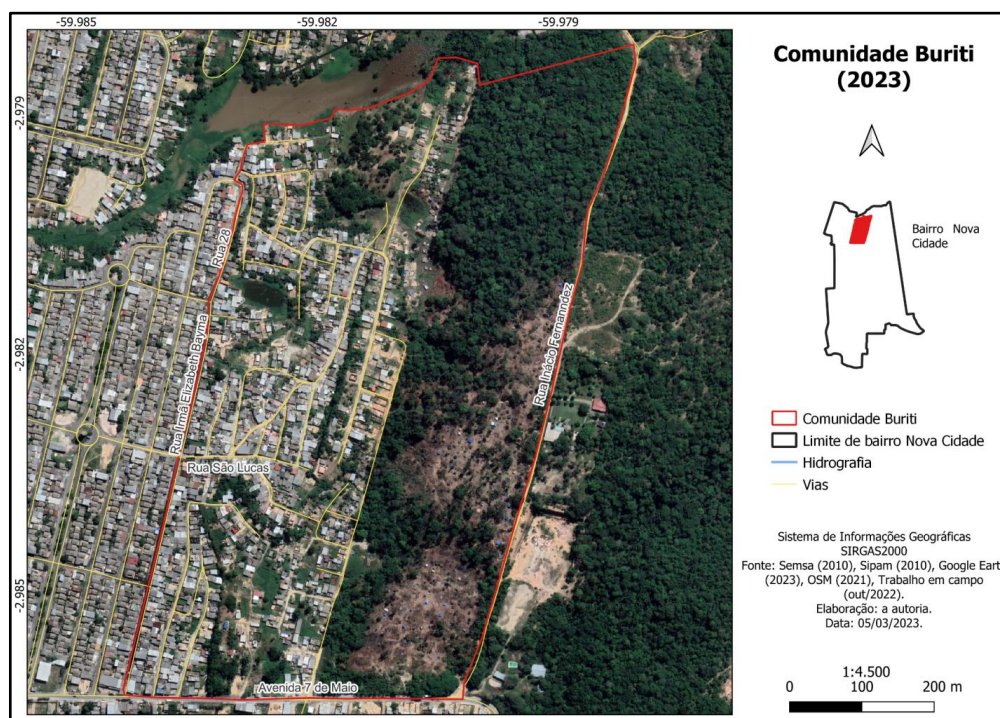 -59.985
-59.982
-59.979
-2.979
-2.982
-2.985
Rua 28
Rua Irmã Elizabeth Bayma
Rua São Lucas
Rua Inácio Fernanndez
Avenida 7 de Maio
Comunidade Buriti
(2023)
Bairro Nova
Cidade
Comunidade Buriti
Limite de bairro Nova Cidade
Hidrografia
Vias
Sistema de Informações Geográficas
SIRGAS2000
Fonte: Semsa (2010), Sipam (2010), Google Eart
(2023), OSM (2021), Trabalho em campo
(out/2022).
Elaboração: a autoria.
Data: 05/03/2023.
1:4.500
0 100 200 m